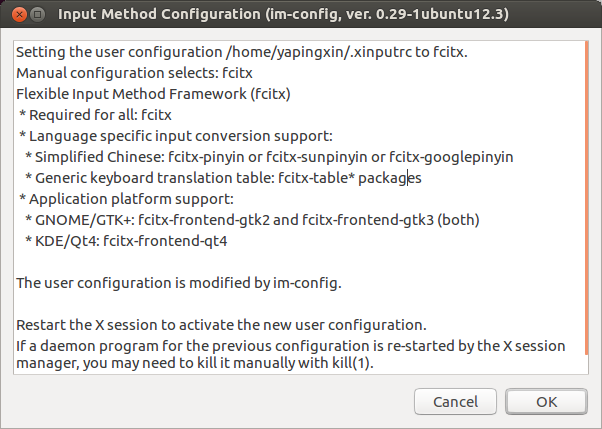 Input Method Configuration (im-config, ver. 0.29-1ubuntu12.3)
Setting the user configuration /home/yapingxin/.xinputrc to fcitx.
Manual configuration selects: fcitx
Flexible Input Method Framework (fcitx)
* Required for all: fcitx
* Language specific input conversion support:
* Simplified Chinese: fcitx-pinyin or fcitx-sunpinyin or fcitx-googlepinyin
* Generic keyboard translation table: fcitx-table* packages
* Application platform support:
* GNOME/GTK+: fcitx-frontend-gtk2 and fcitx-frontend-gtk3 (both)
* KDE/Qt4: fcitx-frontend-qt4
The user configuration is modified by im-config.
Restart the X session to activate the new user configuration.
If a daemon program for the previous configuration is re-started by the X session
manager, you may need to kill it manually with kill(1).
Cancel
OK